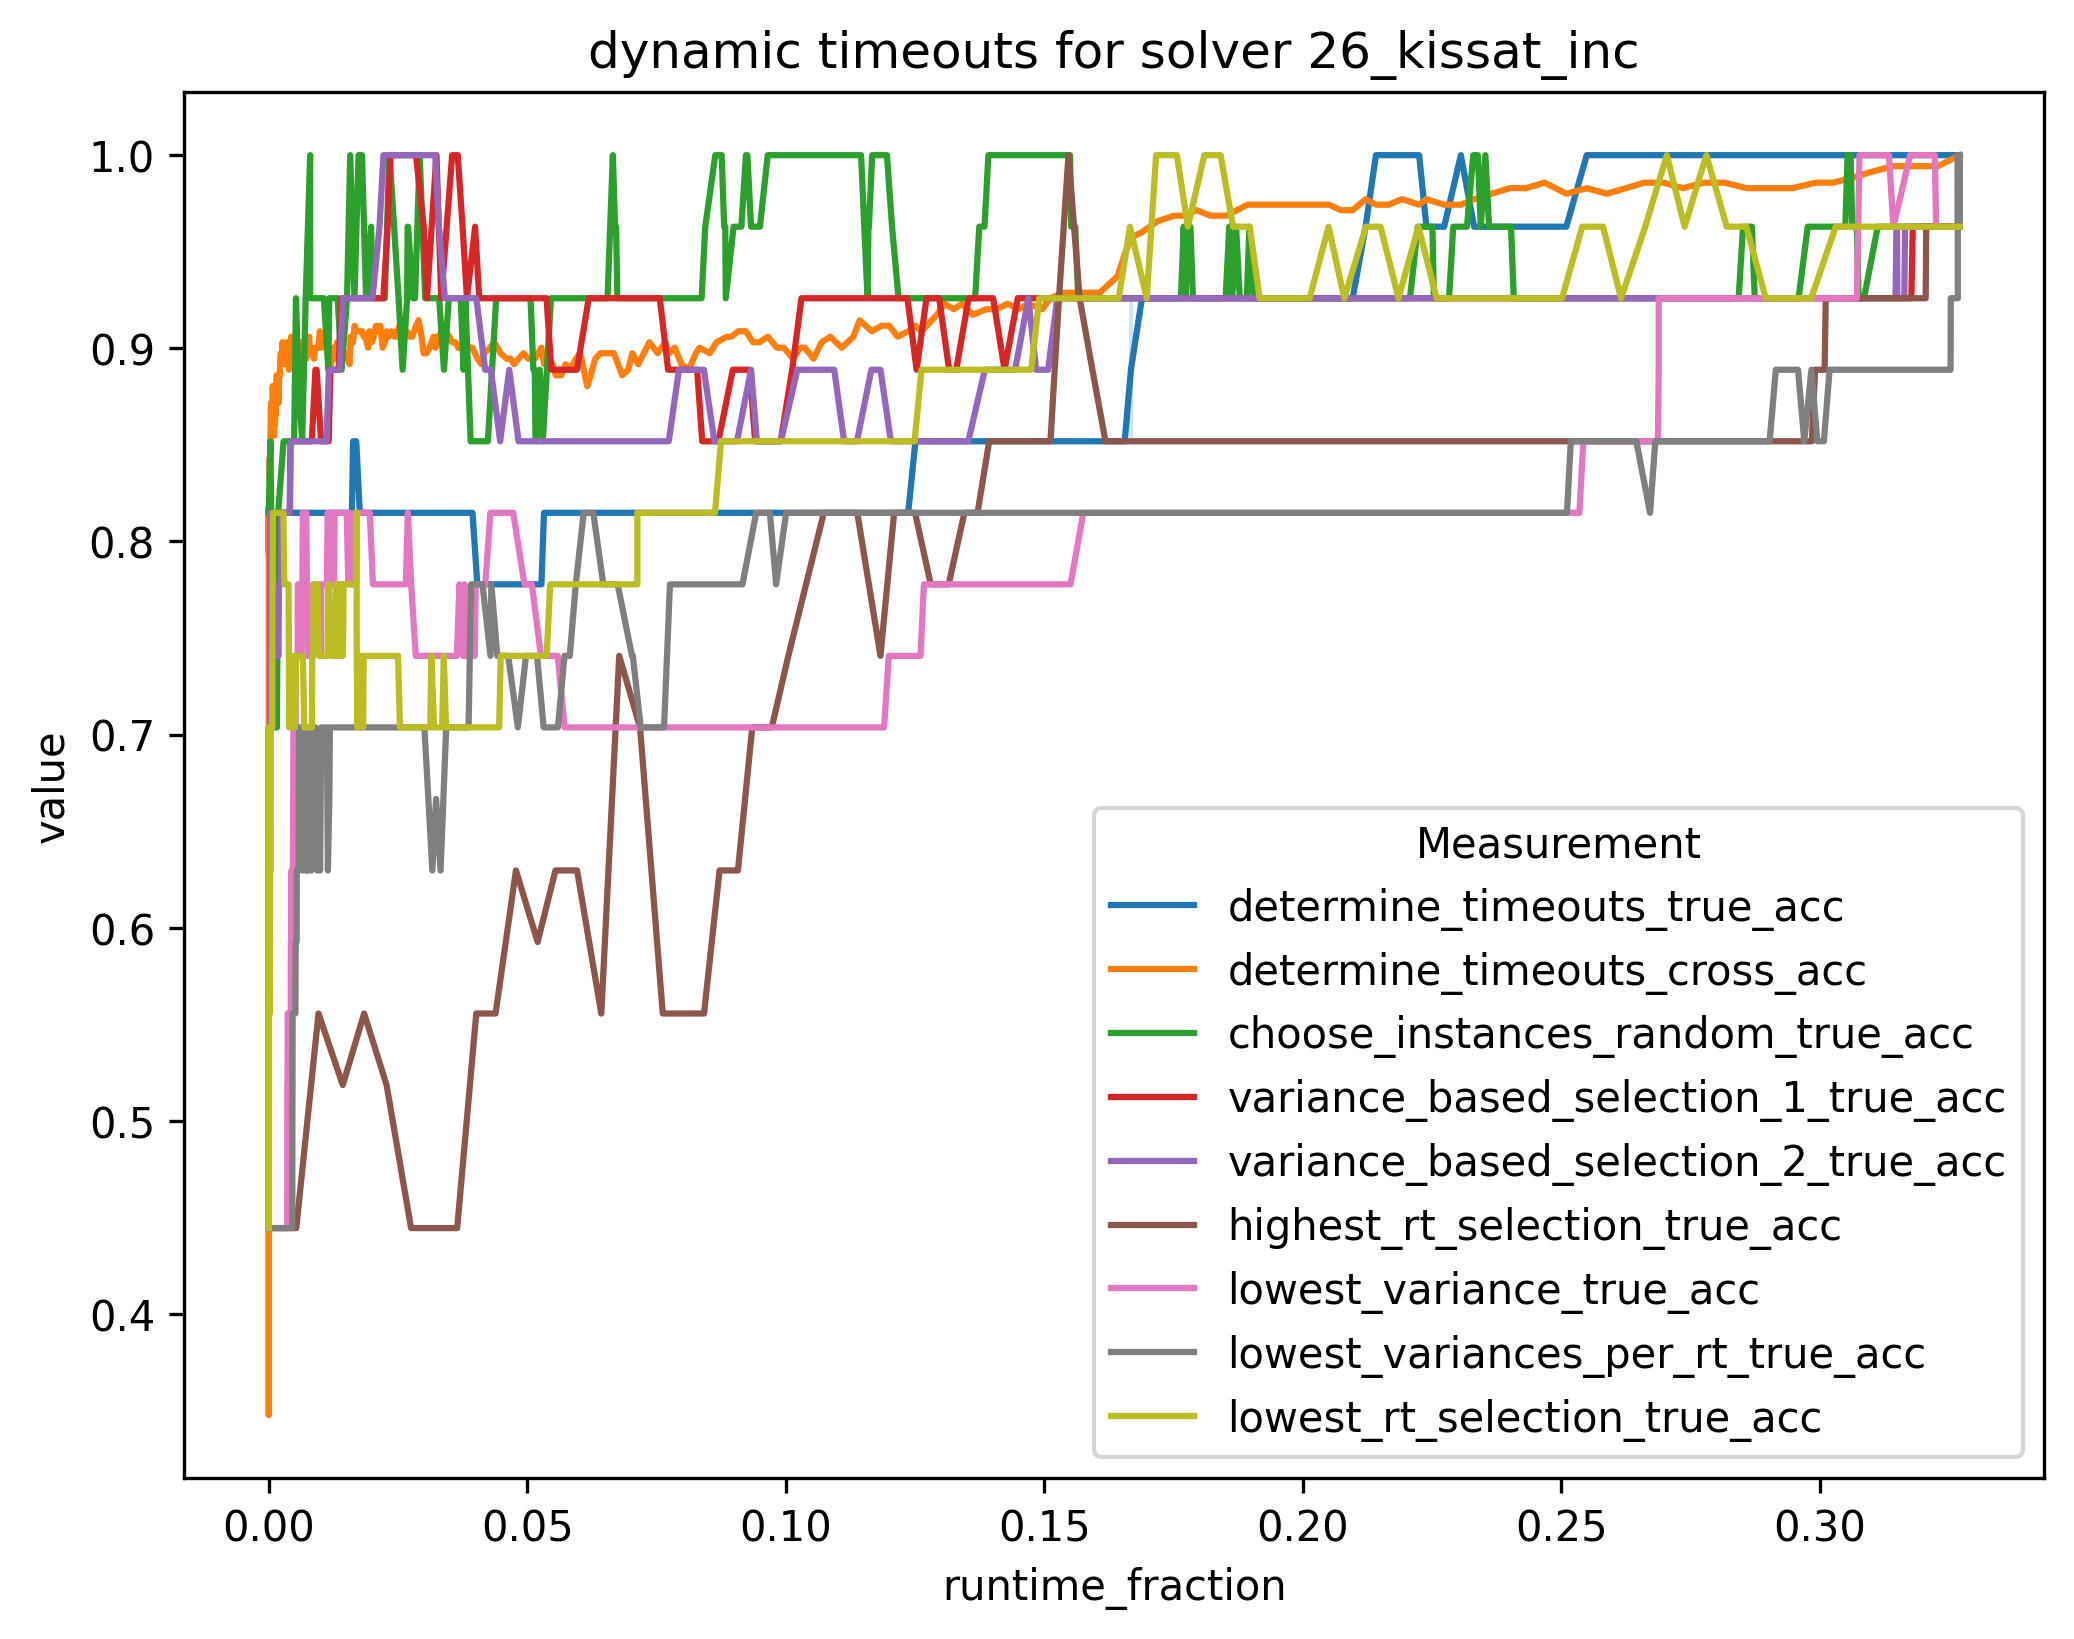 dynamic timeouts for solver 26_kissat_inc
1.0
0.9
0.8
0.7
0.6
0.5
0.4
value
Measurement
determine_timeouts_true_acc
determine_timeouts_cross_acc
choose_instances_random_true_acc
variance_based_selection_1_true_acc
variance_based_selection_2_true_acc
highest_rt_selection_true_acc
lowest_variance_true_acc
lowest_variances_per_rt_true_acc
lowest_rt_selection_true_acc
0.00 0.05 0.10 0.15 0.20 0.25 0.30
runtime_fraction